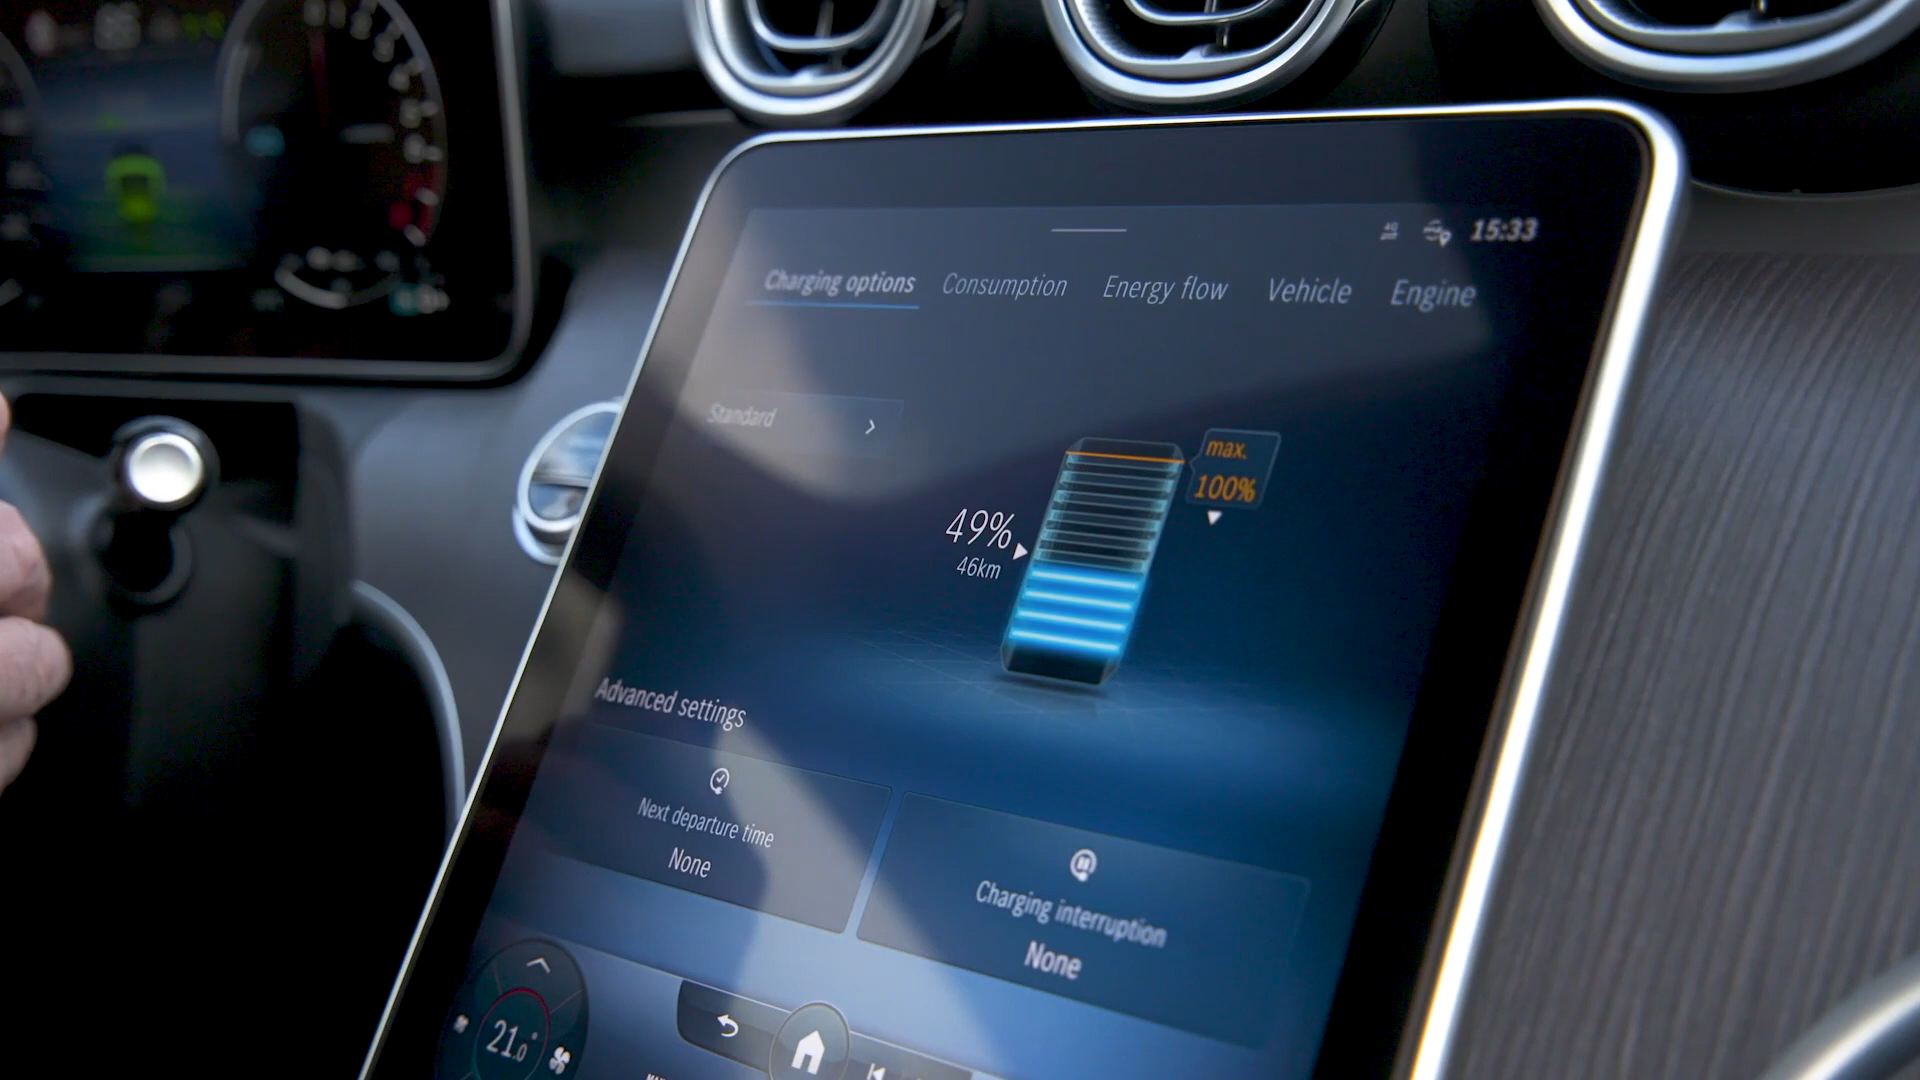 15:33
Charging options Consumption Energy flow Vehicle Engine
Standard
max.
100%
49%
46km
Advanced settings
Next departure time
None
Charging interruption
None
21.0°